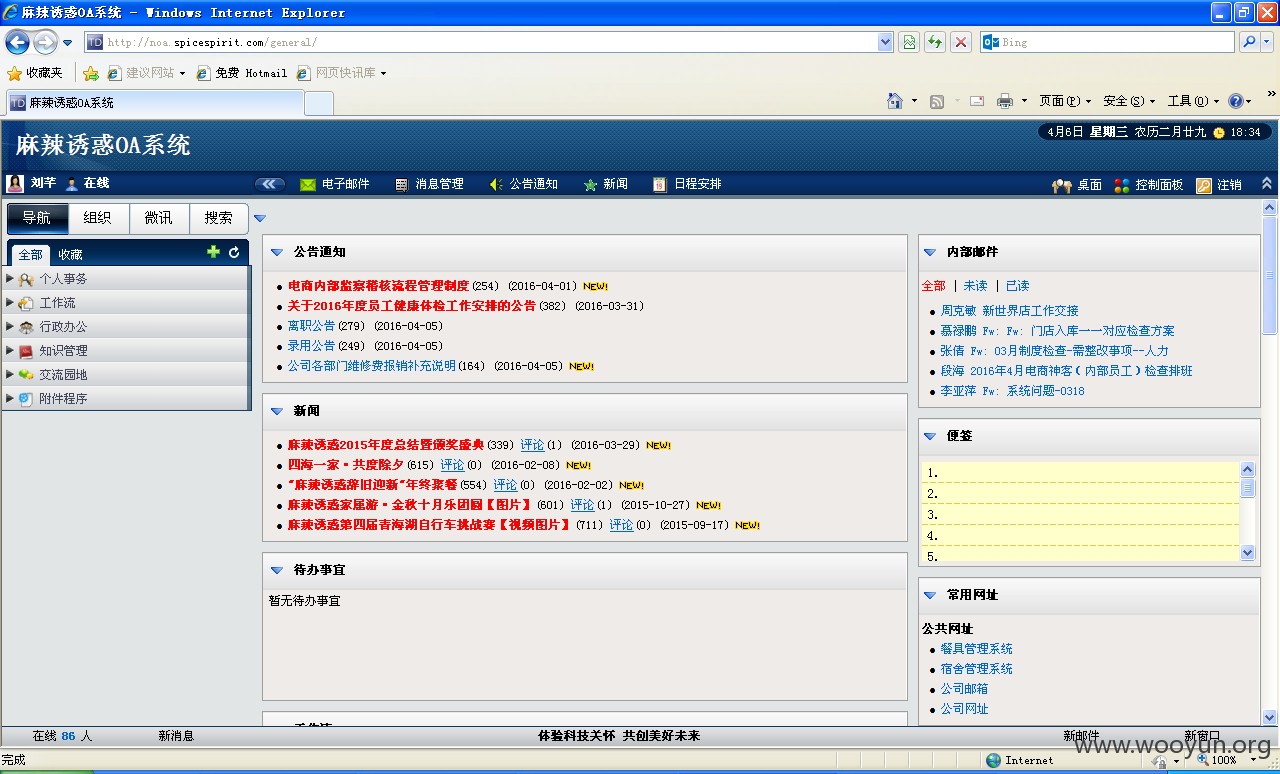 麻辣诱惑OA系统 - Windows Internet Explorer
http://noa.spicespirit.com/general/
Bing
收藏夹 建议网站 免费 Hotmail 网页快讯库
麻辣诱惑OA系统
页面(P) 安全(S) 工具(O)
麻辣诱惑OA系统
4月6日 星期三 农历二月廿九 18:34
刘芊 在线
电子邮件 消息管理 公告通知 新闻 日程安排
桌面 控制面板 注销
导航 组织 微讯 搜索
全部 收藏
个人事务
工作流
行政办公
知识管理
交流园地
附件程序
公告通知
电商内部监察稽核流程管理制度(254) (2016-04-01) NEW!
关于2016年度员工健康体检工作安排的公告(382) (2016-03-31)
离职公告(279) (2016-04-05)
录用公告(249) (2016-04-05)
公司各部门维修费报销补充说明(164) (2016-04-05) NEW!
新闻
麻辣诱惑2015年度总结暨颁奖盛典(339) 评论(1) (2016-03-29) NEW!
四海一家·共度除夕(615) 评论(0) (2016-02-08) NEW!
"麻辣诱惑辞旧迎新"年终聚餐(554) 评论(0) (2016-02-02) NEW!
麻辣诱惑家属游·金秋十月乐团圆【图片】(601) 评论(1) (2015-10-27) NEW!
麻辣诱惑第四届青海湖自行车挑战赛【视频图片】(711) 评论(0) (2015-09-17) NEW!
待办事宜
暂无待办事宜
内部邮件
全部 | 未读 | 已读
周克敏 新世界店工作交接
慕禄鹏 Fw: Fw: 门店入库一一对应检查方案
张倩 Fw: 03月制度检查-需整改事项--人力
段海 2016年4月电商神客(内部员工)检查排班
李亚萍 Fw: 系统问题-0318
便签
1.
2.
3.
4.
5.
常用网址
公共网址
餐具管理系统
宿舍管理系统
公司邮箱
公司网址
在线 86 人 新消息 体验科技关怀 共创美好未来 新邮件 新窗口
www.wooyun.org
完成 Internet 100%